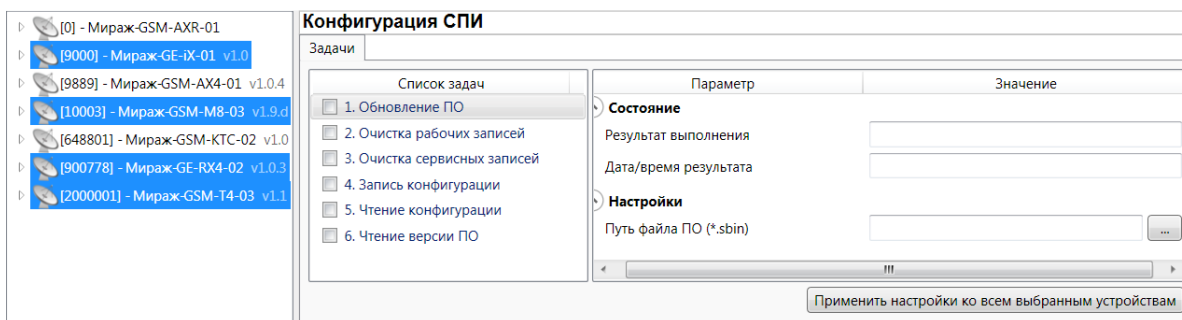 [0] - Мираж-GSM-AXR-01
[9000] - Мираж-GE-iX-01 v1.0
[9889] - Мираж-GSM-AX4-01 v1.0.4
[10003] - Мираж-GSM-M8-03 v1.9.d
[648801] - Мираж-GSM-КТС-02 v1.0
[900778] - Мираж-GE-RX4-02 v1.0.3
[2000001] - Мираж-GSM-T4-03 v1.1
Конфигурация СПИ
Задачи
Список задач
1. Обновление ПО
2. Очистка рабочих записей
3. Очистка сервисных записей
4. Запись конфигурации
5. Чтение конфигурации
6. Чтение версии ПО
Параметр Значение
Состояние
Результат выполнения
Дата/время результата
Настройки
Путь файла ПО (*.sbin) ...
Применить настройки ко всем выбранным устройствам